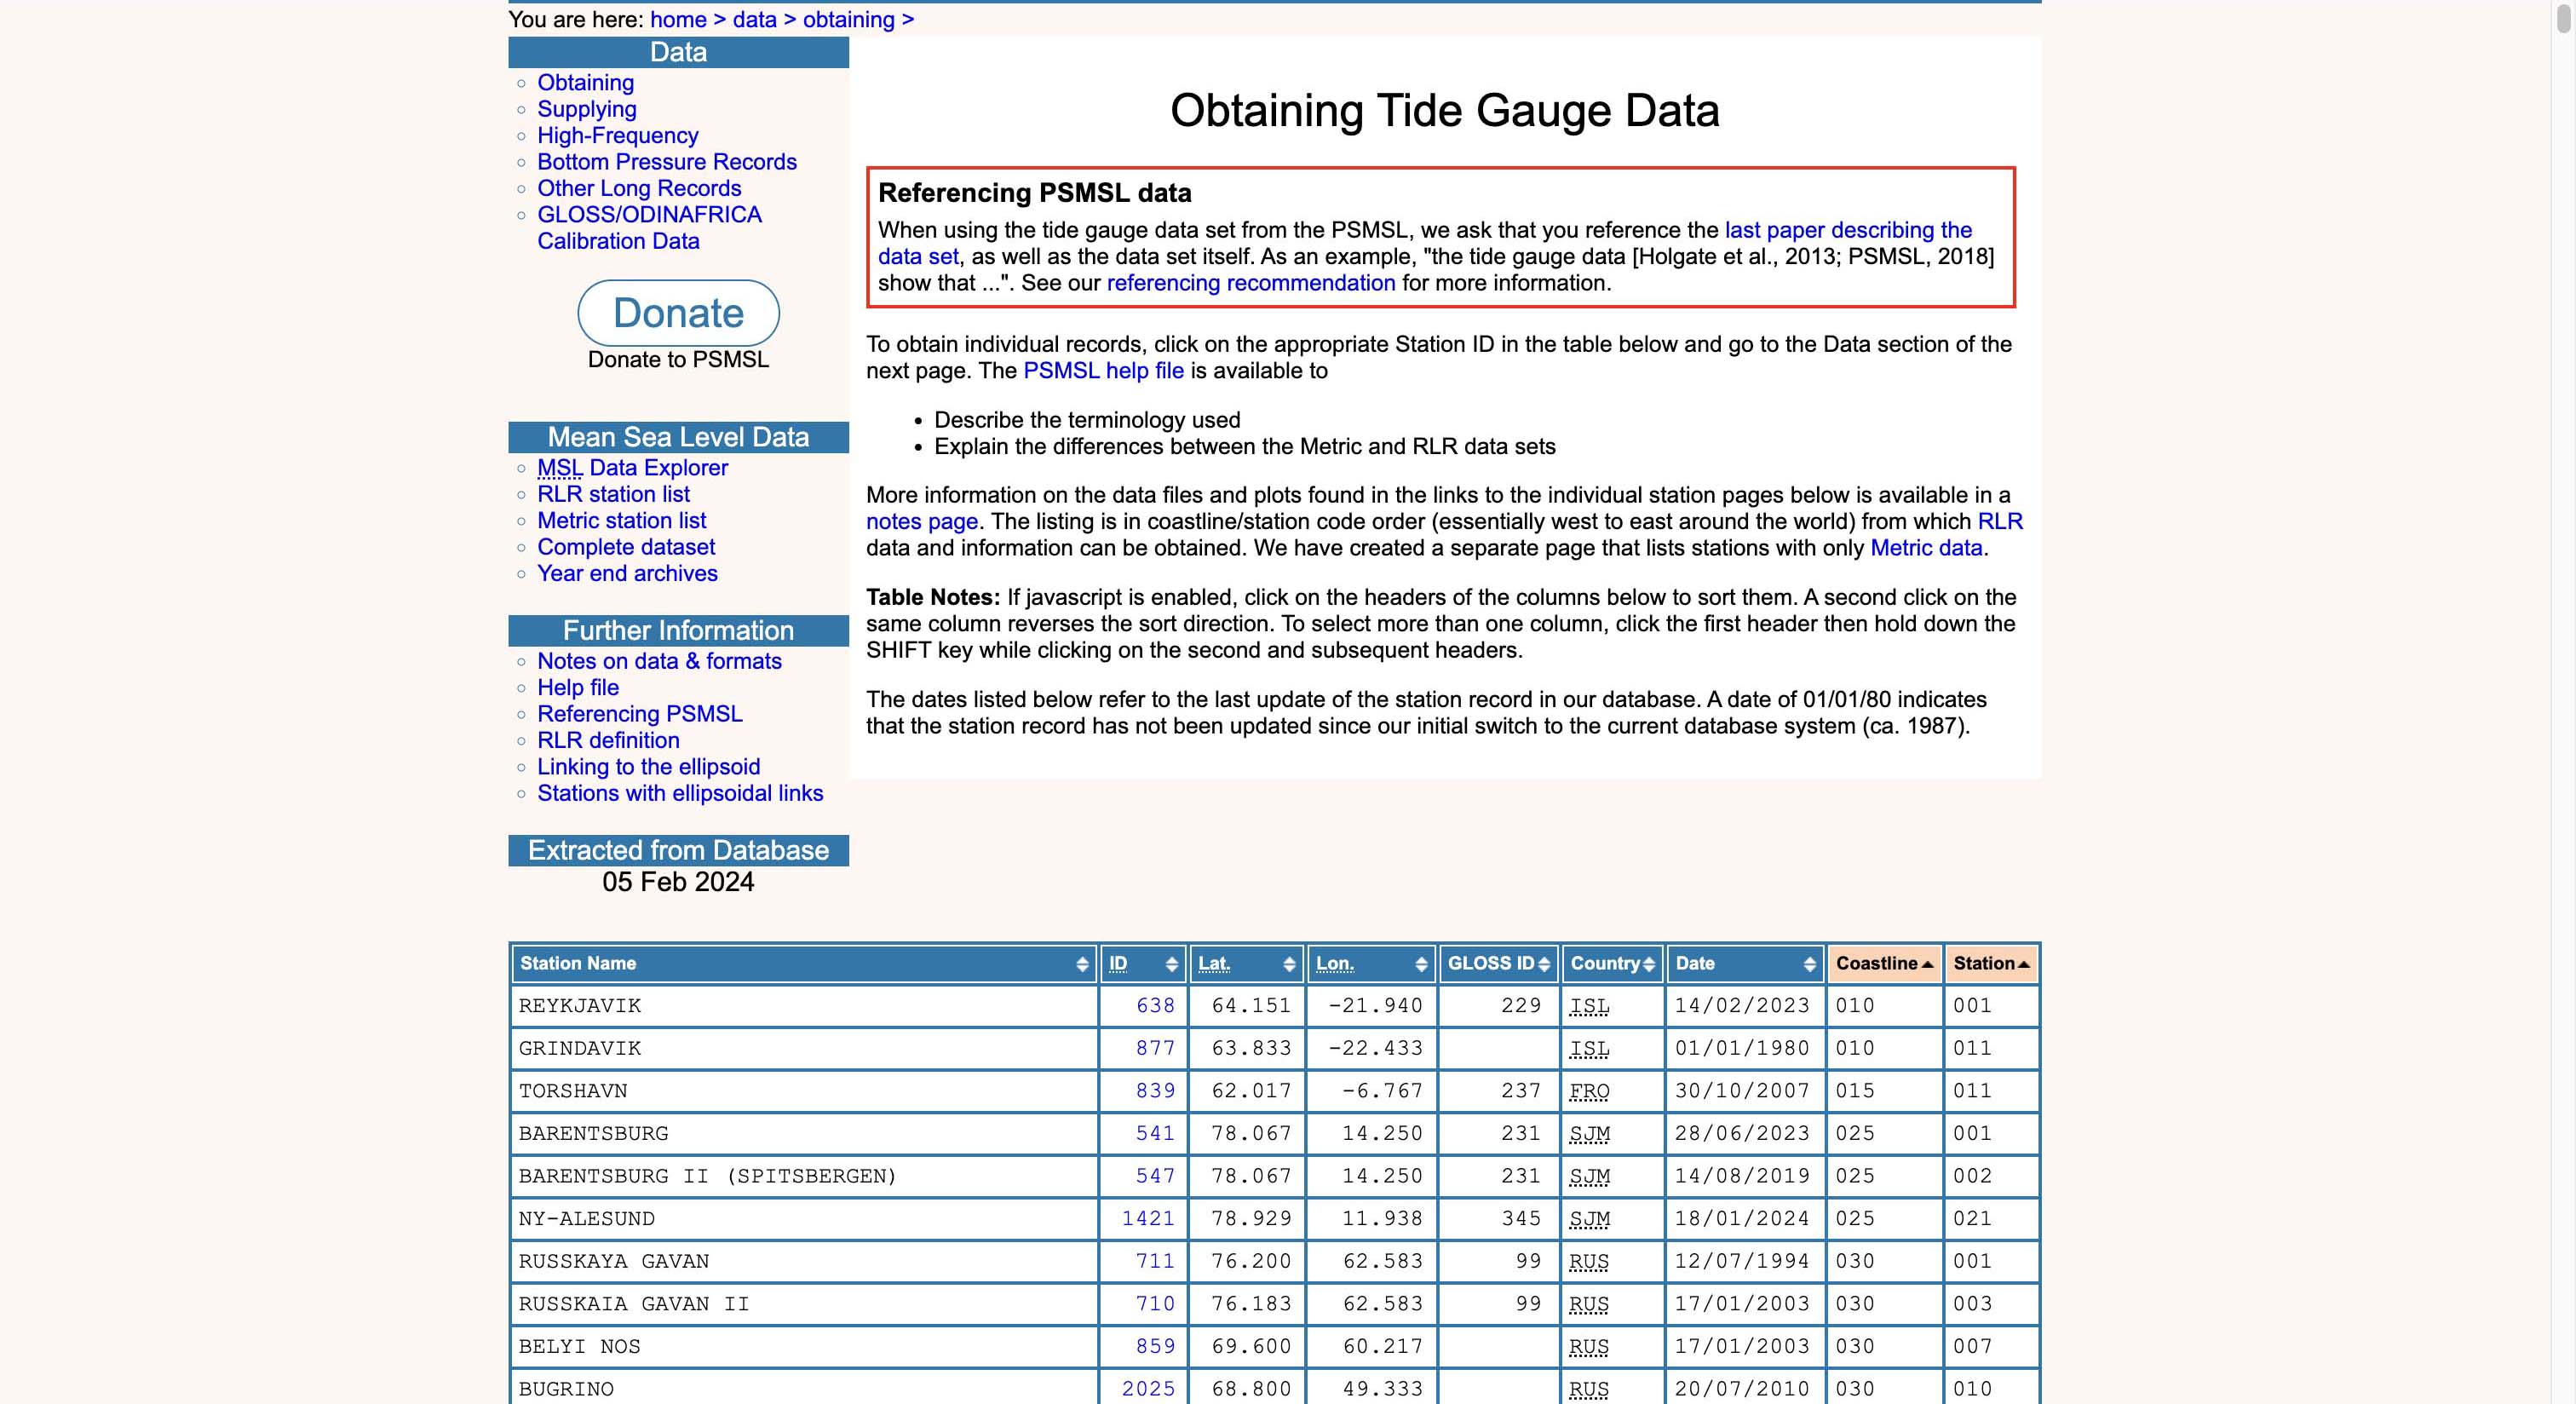 You are here: home > data > obtaining >
Data
Obtaining
Supplying
High-Frequency
Bottom Pressure Records
Other Long Records
GLOSS/ODINAFRICA
Calibration Data
Donate
Donate to PSMSL
Mean Sea Level Data
MSL Data Explorer
RLR station list
Metric station list
Complete dataset
Year end archives
Further Information
Notes on data & formats
Help file
Referencing PSMSL
RLR definition
Linking to the ellipsoid
Stations with ellipsoidal links
Extracted from Database
05 Feb 2024
Obtaining Tide Gauge Data
Referencing PSMSL data
When using the tide gauge data set from the PSMSL, we ask that you reference the last paper describing the
data set, as well as the data set itself. As an example, "the tide gauge data [Holgate et al., 2013; PSMSL, 2018]
show that ...". See our referencing recommendation for more information.
To obtain individual records, click on the appropriate Station ID in the table below and go to the Data section of the
next page. The PSMSL help file is available to
• Describe the terminology used
• Explain the differences between the Metric and RLR data sets
More information on the data files and plots found in the links to the individual station pages below is available in a
notes page. The listing is in coastline/station code order (essentially west to east around the world) from which RLR
data and information can be obtained. We have created a separate page that lists stations with only Metric data.
Table Notes: If javascript is enabled, click on the headers of the columns below to sort them. A second click on the
same column reverses the sort direction. To select more than one column, click the first header then hold down the
SHIFT key while clicking on the second and subsequent headers.
The dates listed below refer to the last update of the station record in our database. A date of 01/01/80 indicates
that the station record has not been updated since our initial switch to the current database system (ca. 1987).
Station Name ID Lat. Lon. GLOSS ID Country Date Coastline Station
REYKJAVIK 638 64.151 -21.940 229 ISL 14/02/2023 010 001
GRINDAVIK 877 63.833 -22.433 ISL 01/01/1980 010 011
TORSHAVN 839 62.017 -6.767 237 FRO 30/10/2007 015 011
BARENTSBURG 541 78.067 14.250 231 SJM 28/06/2023 025 001
BARENTSBURG II (SPITSBERGEN) 547 78.067 14.250 231 SJM 14/08/2019 025 002
NY-ALESUND 1421 78.929 11.938 345 SJM 18/01/2024 025 021
RUSSKAYA GAVAN 711 76.200 62.583 99 RUS 12/07/1994 030 001
RUSSKAIA GAVAN II 710 76.183 62.583 99 RUS 17/01/2003 030 003
BELYI NOS 859 69.600 60.217 RUS 17/01/2003 030 007
BUGRINO 2025 68.800 49.333 RUS 20/07/2010 030 010